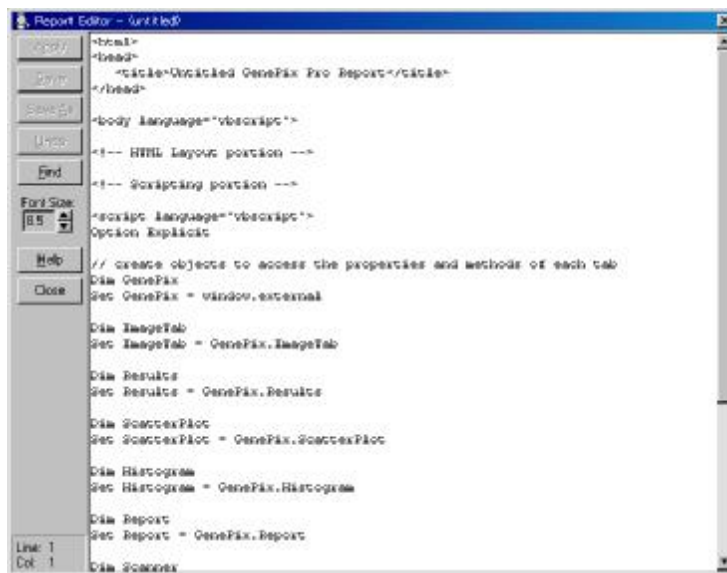 Report Editor - (untitled)
Apply
Save
Save As
Undo
Find
Font Size:
8.5
Help
Close
Line: 1
Col: 1
<html>
<head>
<title>Untitled GenePix Pro Report</title>
</head>
<body language="vbscript">
<!-- HTML Layout portion -->
<!-- Scripting portion -->
<script language="vbscript">
Option Explicit
// create objects to access the properties and methods of each tab
Dim GenePix
Set GenePix = window.external
Dim ImageTab
Set ImageTab = GenePix.ImageTab
Dim Results
Set Results = GenePix.Results
Dim ScatterPlot
Set ScatterPlot = GenePix.ScatterPlot
Dim Histogram
Set Histogram = GenePix.Histogram
Dim Report
Set Report = GenePix.Report
Dim Scanner